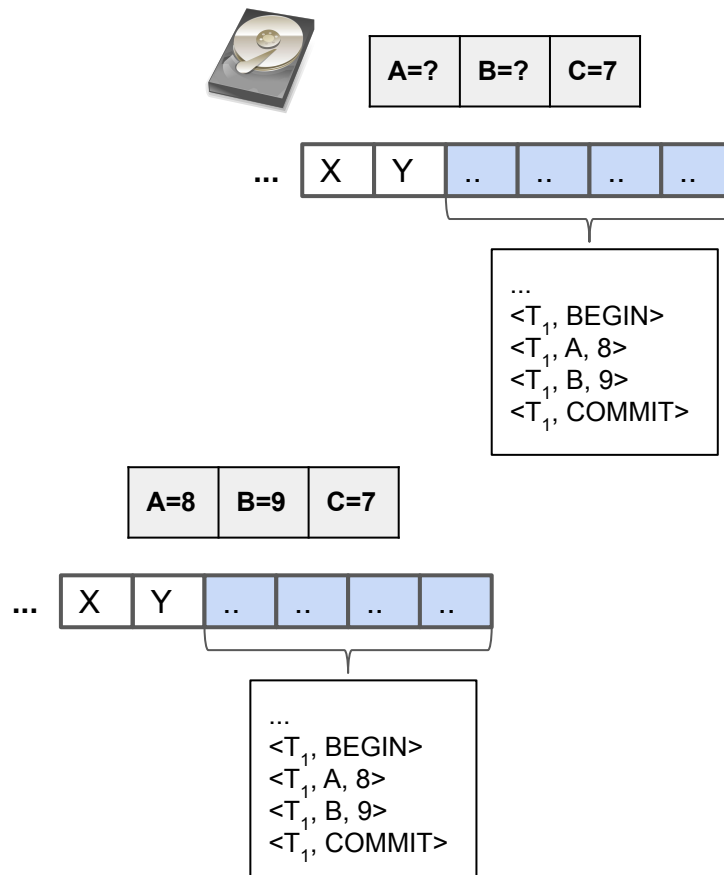 A=? B=? C=7
... X Y .. .. .. ..
...
<T1, BEGIN>
<T1, A, 8>
<T1, B, 9>
<T1, COMMIT>
A=8 B=9 C=7
... X Y .. .. .. ..
...
<T1, BEGIN>
<T1, A, 8>
<T1, B, 9>
<T1, COMMIT>